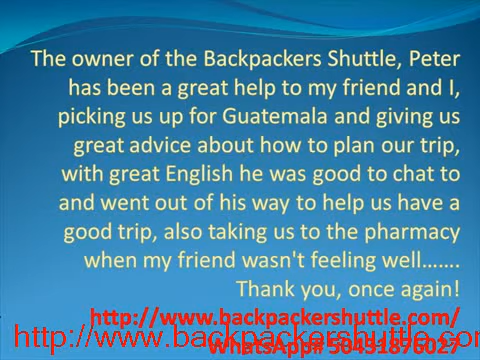 The owner of the Backpackers Shuttle, Peter
has been a great help to my friend and I,
picking us up for Guatemala and giving us
great advice about how to plan our trip,
with great English he was good to chat to
and went out of his way to help us have a
good trip, also taking us to the pharmacy
when my friend wasn't feeling well…….
Thank you, once again!
http://www.backpackershuttle.com/
http://www.backpackershuttle.com
WhatsApp#